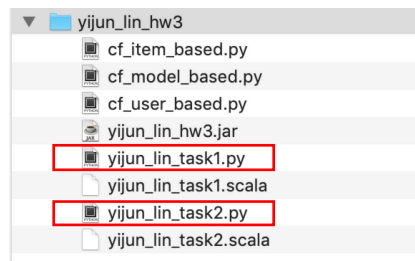 yijun_lin_hw3
cf_item_based.py
cf_model_based.py
cf_user_based.py
yijun_lin_hw3.jar
yijun_lin_task1.py
yijun_lin_task1.scala
yijun_lin_task2.py
yijun_lin_task2.scala